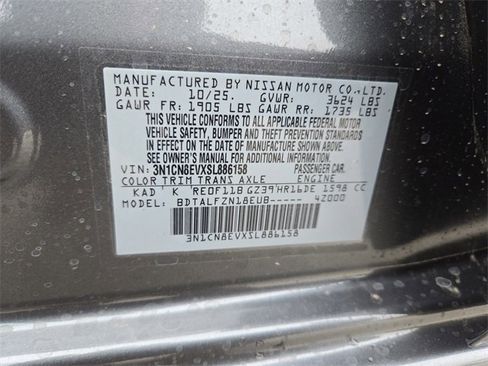 MANUFACTURED BY NISSAN MOTOR CO.,LTD.
DATE: 10/25. GVWR: 3624 LBS
GAWR FR: 1905 LBS GAWR RR: 1735 LBS
THIS VEHICLE CONFORMS TO ALL APPLICABLE FEDERAL MOTOR
VEHICLE SAFETY, BUMPER AND THEFT PREVENTION STANDARDS
IN EFFECT ON THE DATE OF MANUFACTURE SHOWN ABOVE.
SEE OWNER'S MANUAL FOR ADDITIONAL INFORMATION.
VIN: 3N1CN8EVXSL886158 PASSENGER CAR.
COLOR TRIM TRANS AXLE ENGINE
KAD ' K RE0F11B GZ39'HR16DE 1598 CC
MODEL: BDTALFZN18EUB----- 42000
3N1CN8EVXSL886158